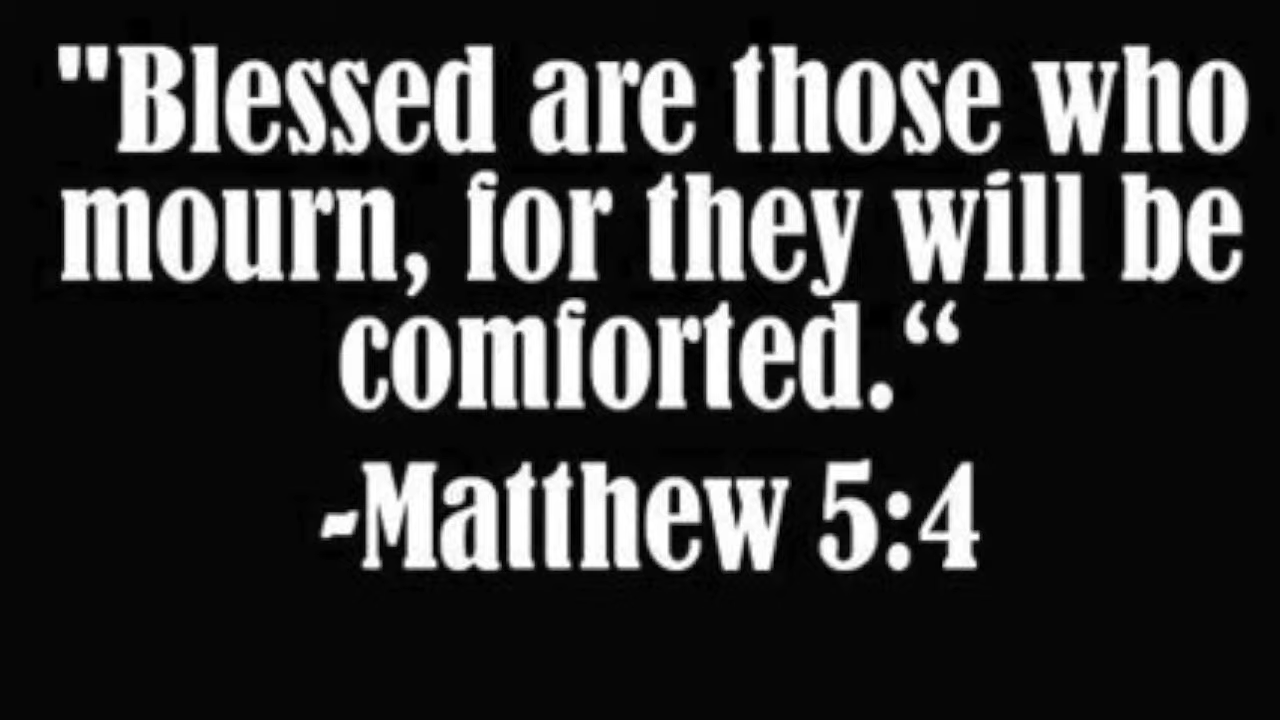 "Blessed are those who
mourn, for they will be
comforted.“
-Matthew 5:4